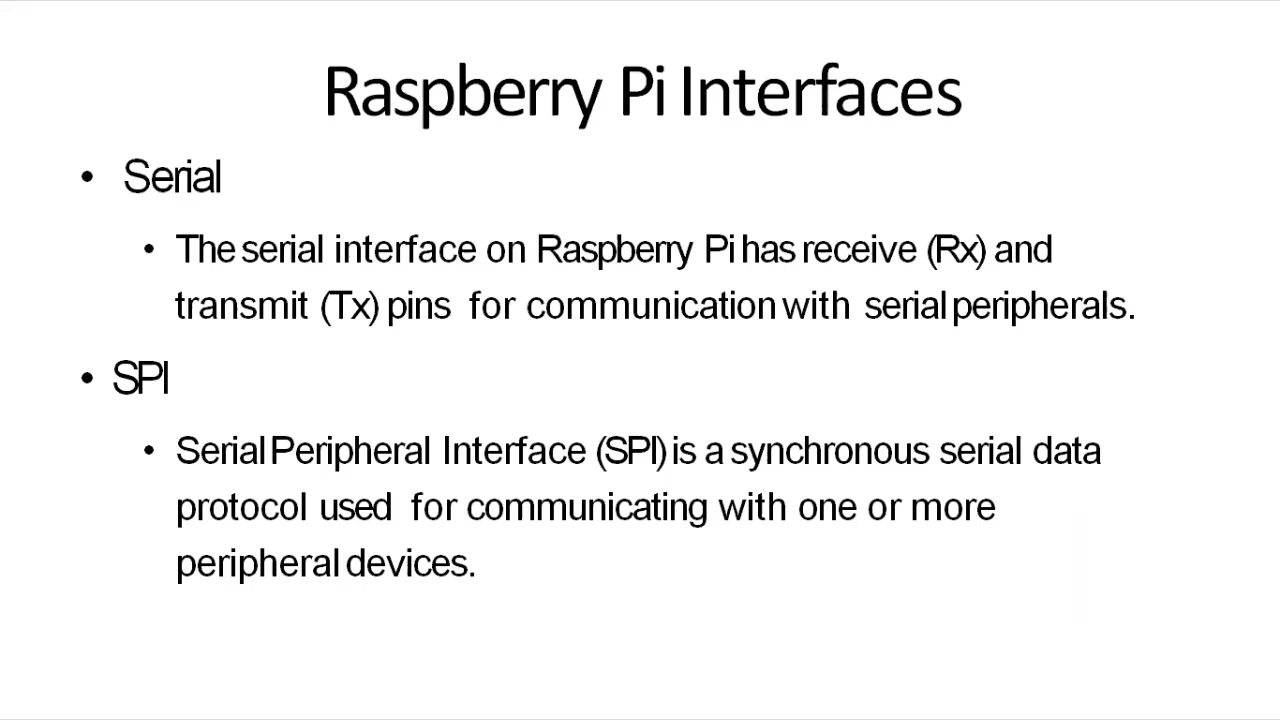 Raspberry Pi Interfaces
• Serial
• The serial interface on Raspberry Pi has receive (Rx) and
transmit (Tx) pins for communication with serial peripherals.
• SPI
• Serial Peripheral Interface (SPI) is a synchronous serial data
protocol used for communicating with one or more
peripheral devices.